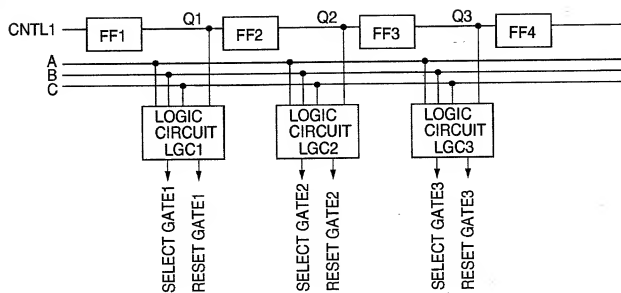 Q1 Q2 Q3
CNTL1 FF1 FF2 FF3 FF4
A
B
C
LOGIC CIRCUIT LGC1
LOGIC CIRCUIT LGC2
LOGIC CIRCUIT LGC3
SELECT GATE1
RESET GATE1
SELECT GATE2
RESET GATE2
SELECT GATE3
RESET GATE3